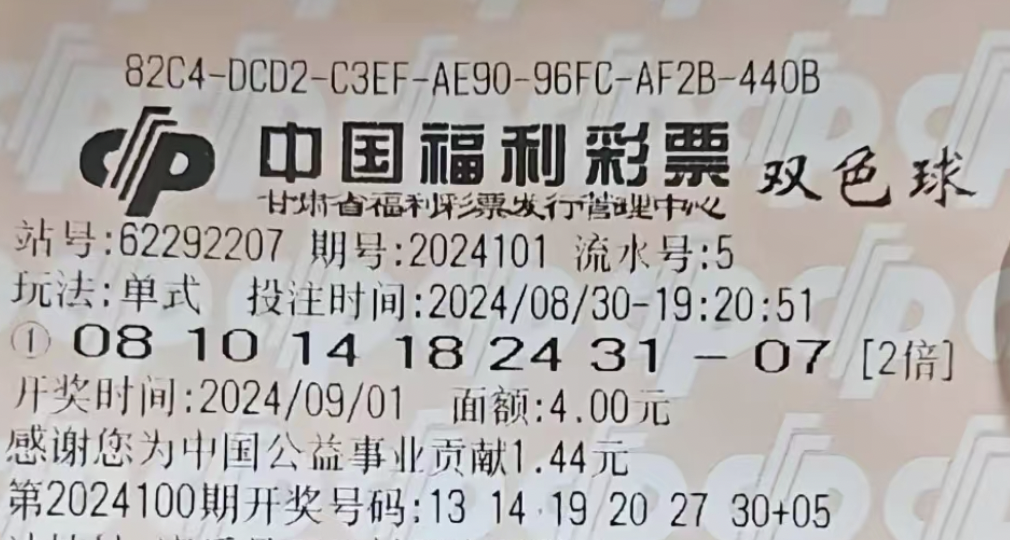 82C4-DCD2-C3EF-AE90-96FC-AF2B-440B
中国福利彩票 双色球
甘肃省福利彩票发行管理中心
站号:62292207 期号:2024101 流水号:5
玩法:单式 投注时间:2024/08/30-19:20:51
① 08 10 14 18 24 31 - 07 [2倍]
开奖时间:2024/09/01 面额:4.00元
感谢您为中国公益事业贡献1.44元
第2024100期开奖号码:13 14 19 20 27 30+05